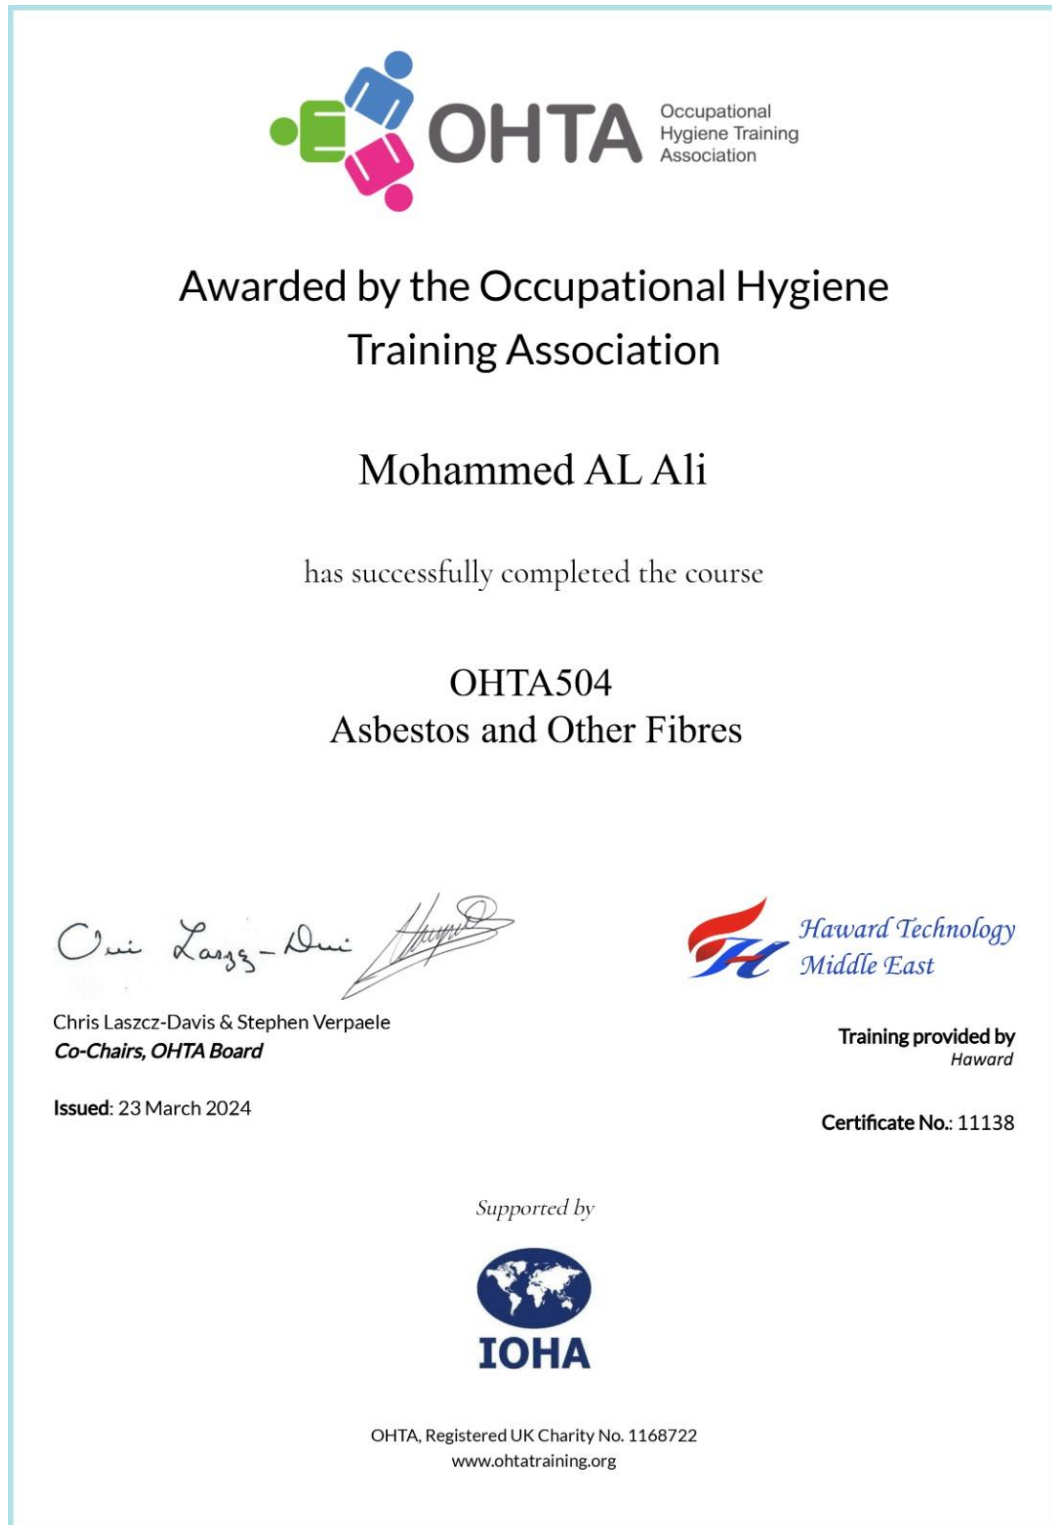 OHTA
Occupational
Hygiene Training
Association
Awarded by the Occupational Hygiene
Training Association
Mohammed AL Ali
has successfully completed the course
OHTA504
Asbestos and Other Fibres
Haward Technology
Middle East
Chris Laszcz-Davis & Stephen Verpaele
Co-Chairs, OHTA Board
Issued: 23 March 2024
Training provided by
Haward
Certificate No.: 11138
Supported by
IOHA
OHTA, Registered UK Charity No. 1168722
www.ohtatraining.org